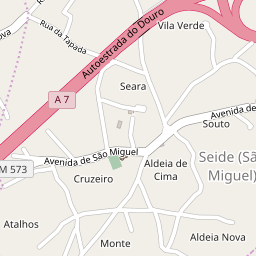 Vila Verde
Rua da Tapada
Autoestrada do Douro
Seara
A 7
Avenida de
Souto
Avenida de São Miguel
Seide (Sã
Miguel)
Aldeia de
Cima
M 573
Cruzeiro
Atalhos
Monte
Aldeia Nova